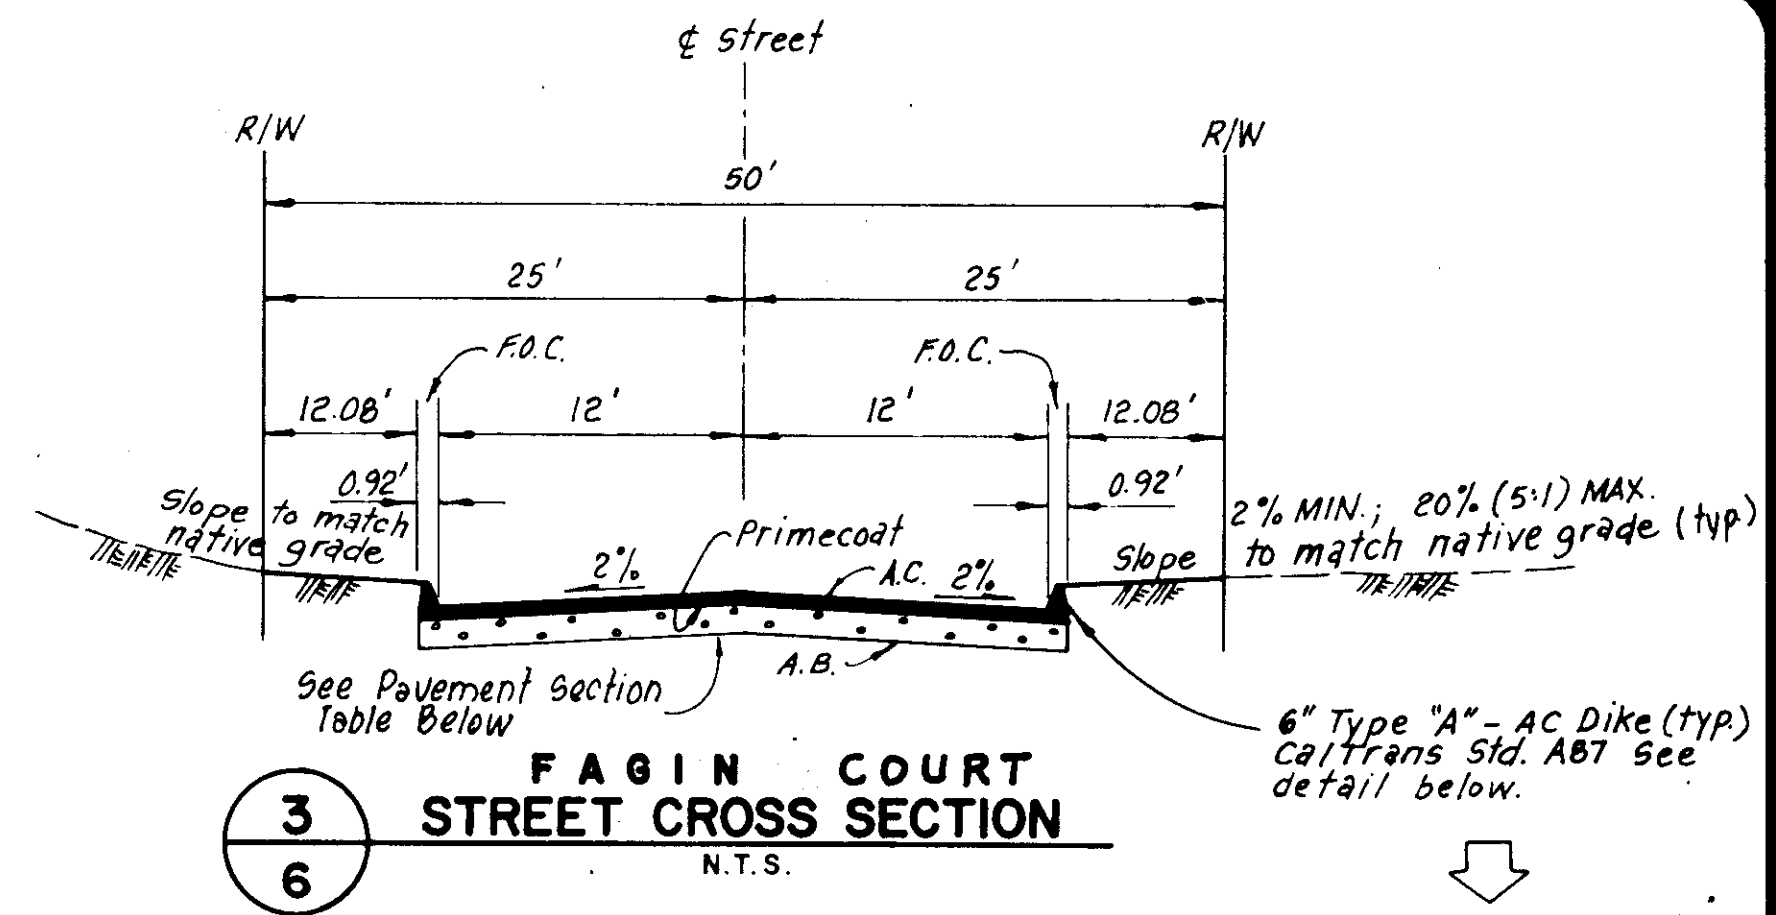 ℄ Street
R/W
R/W
50'
25'
25'
F.O.C.
F.O.C.
12.08'
12'
12'
12.08'
0.92'
0.92'
Slope to match
native grade
Primecoat
2%
A.C.
2%
Slope
2% MIN.; 20% (5:1) MAX.
to match native grade (typ.)
A.B.
See Pavement Section
Table Below
6" Type "A" - AC Dike (typ.)
CalTrans Std. A87 See
detail below.
3
6
FAGIN COURT
STREET CROSS SECTION
N.T.S.